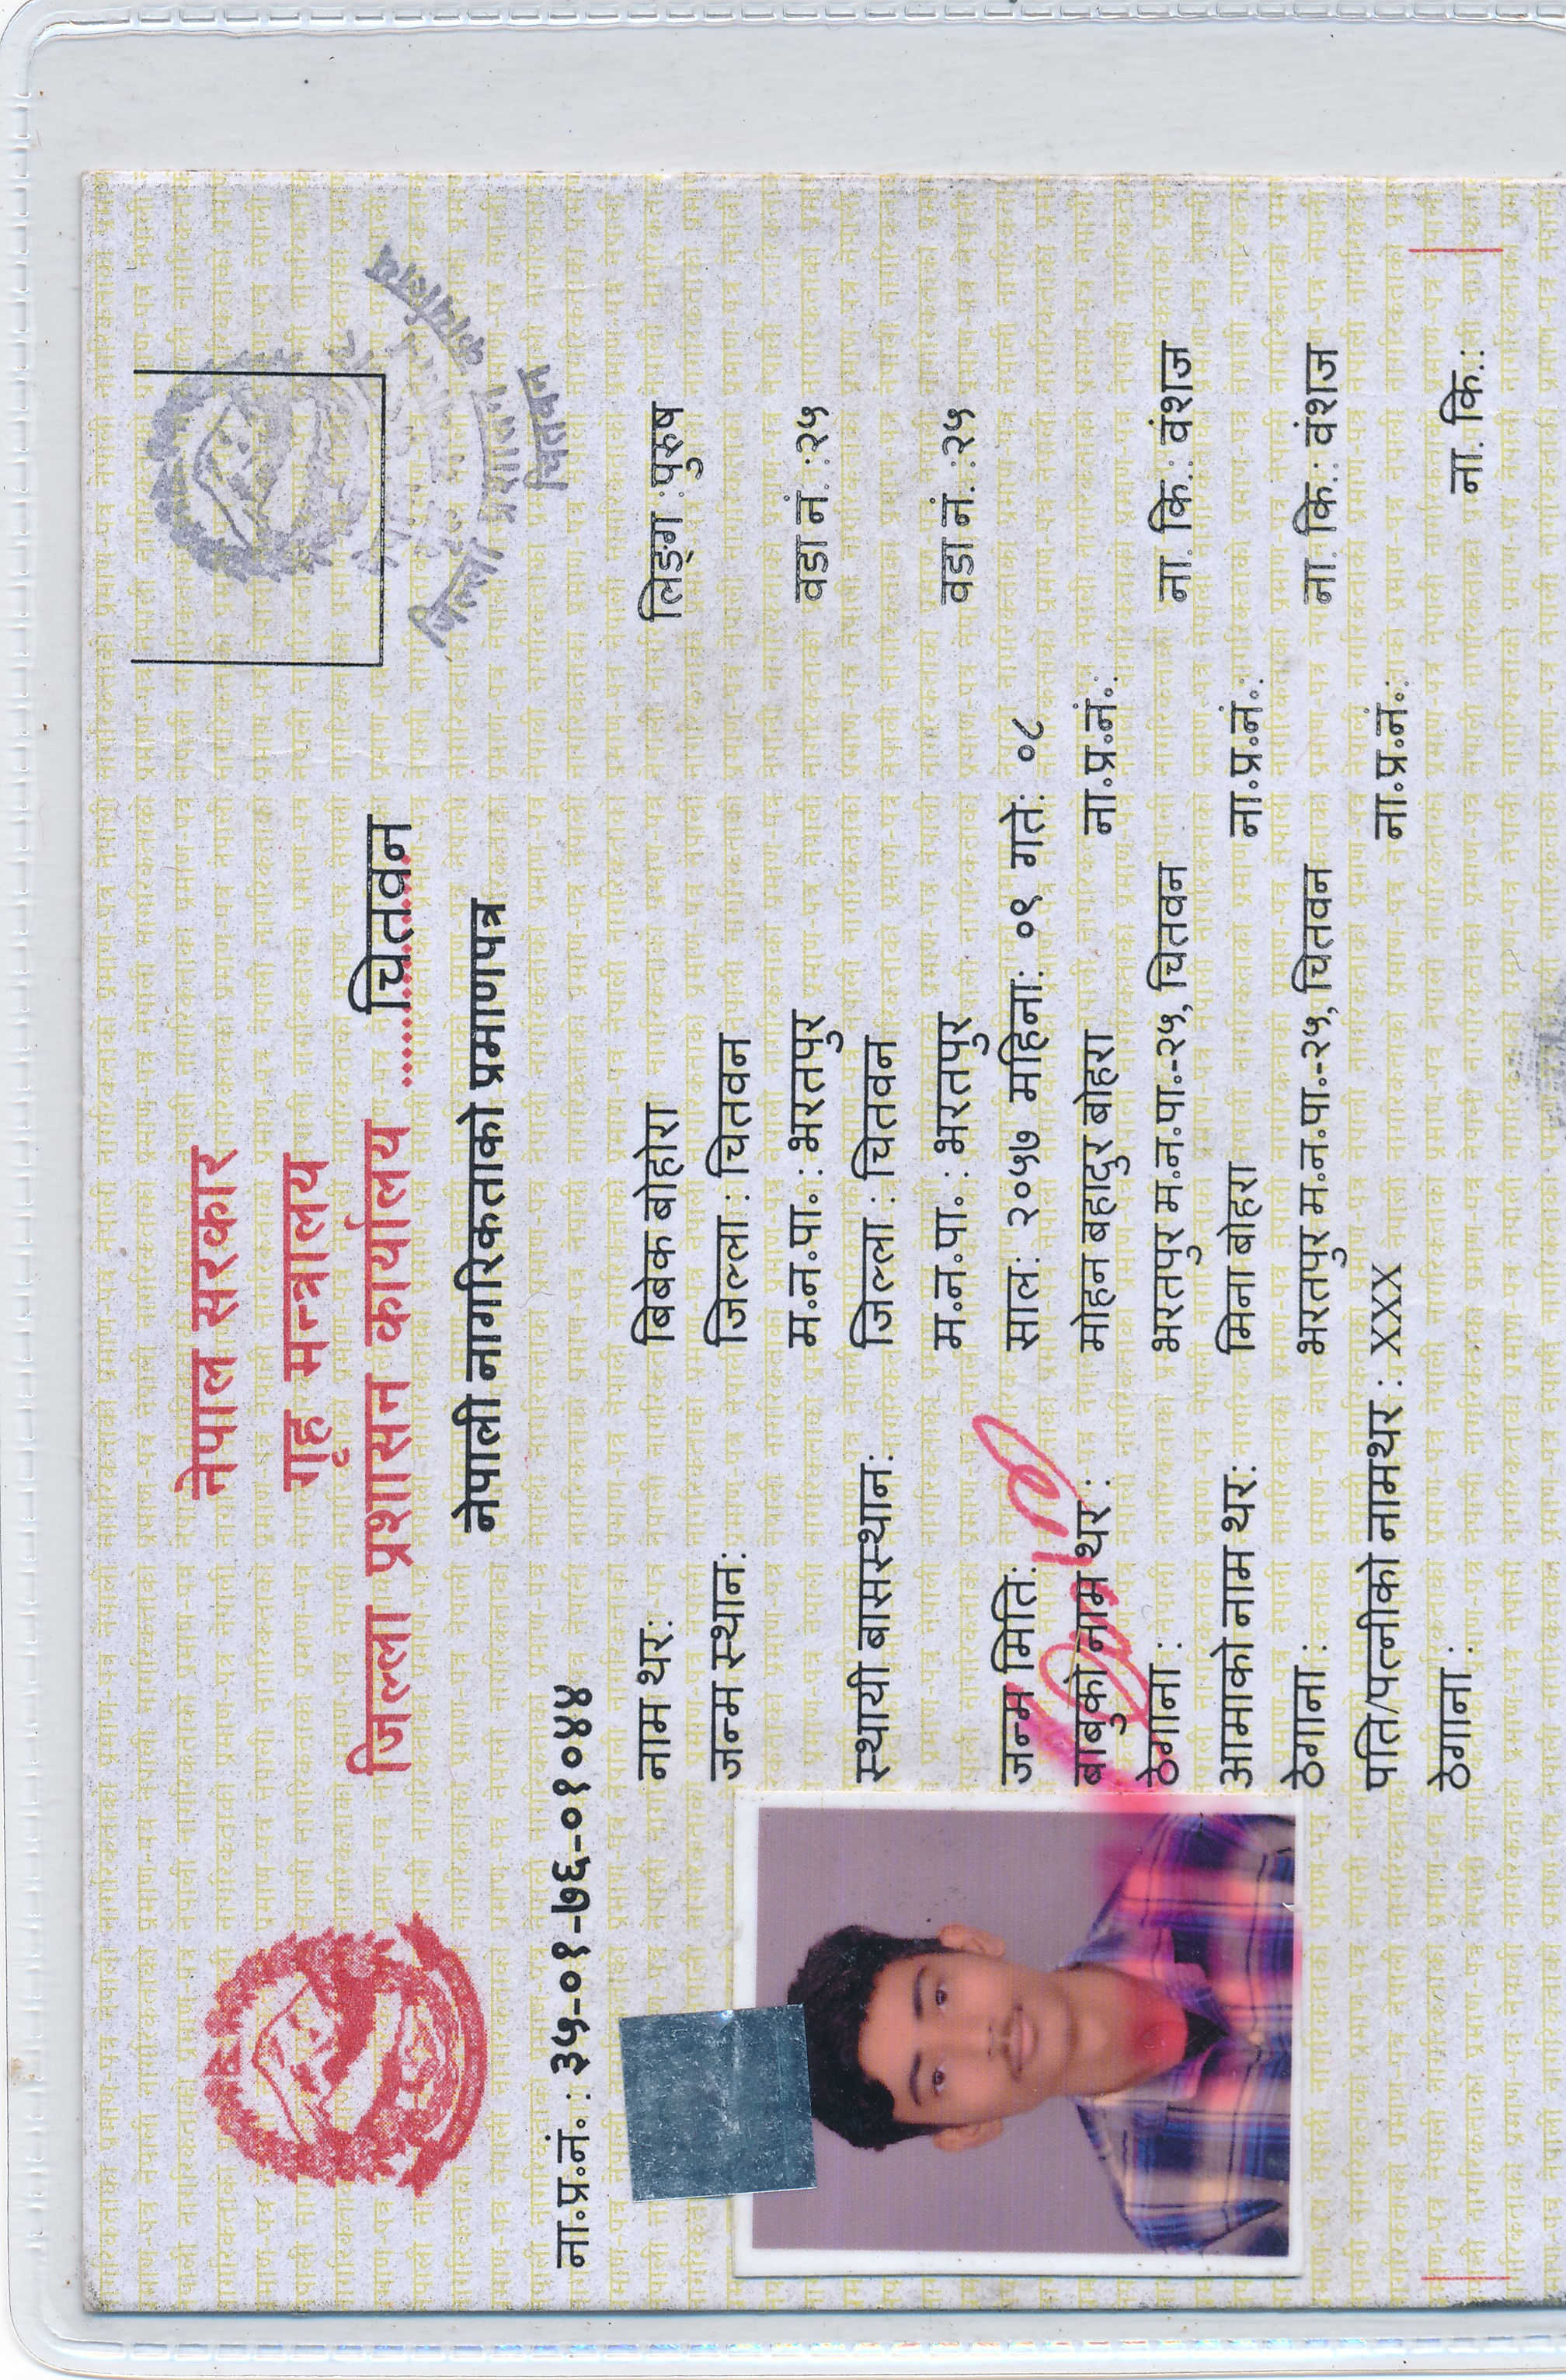 नेपाल सरकार
गृह मन्त्रालय
जिल्ला प्रशासन कार्यालय ......चितवन
नेपाली नागरिकताको प्रमाणपत्र
जिल्ला प्रशासन कार्यालय
चितवन
ना॰प्र॰नं॰ : ३५-०१-७६-०१०४४
नाम थर: बिबेक बोहोरा लिङ्ग :पुरुष
जन्म स्थान: जिल्ला : चितवन
म॰न॰पा॰ : भरतपुर वडा नं. :२५
स्थायी बासस्थान: जिल्ला : चितवन
म॰न॰पा॰ : भरतपुर वडा नं. :२५
जन्म मिति: साल: २०५७ महिना: ०९ गते: ०८
बाबुको नाम थर : मोहन बहादुर बोहरा ना॰प्र॰नं॰:
ठेगाना : भरतपुर म॰न॰पा॰-२५, चितवन ना. कि.: वंशज
आमाको नाम थर: मिना बोहरा ना॰प्र॰नं॰:
ठेगाना : भरतपुर म॰न॰पा॰-२५, चितवन ना. कि.: वंशज
पति/पत्नीको नामथर : XXX ना॰प्र॰नं॰:
ठेगाना : ना. कि.: